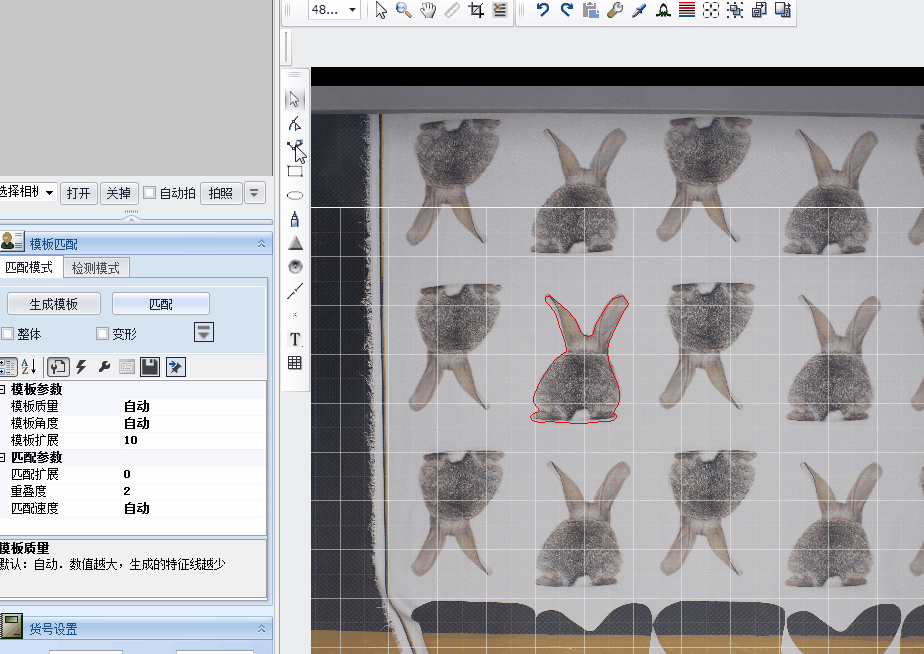 48...
选择相机
打开
关掉
自动拍
拍照
模板匹配
匹配模式
检测模式
生成模板
匹配
整体
变形
模板参数
模板质量 自动
模板角度 自动
模板扩展 10
匹配参数
匹配扩展 0
重叠度 2
匹配速度 自动
模板质量
默认：自动．数值越大，生成的特征线越少
货号设置
T